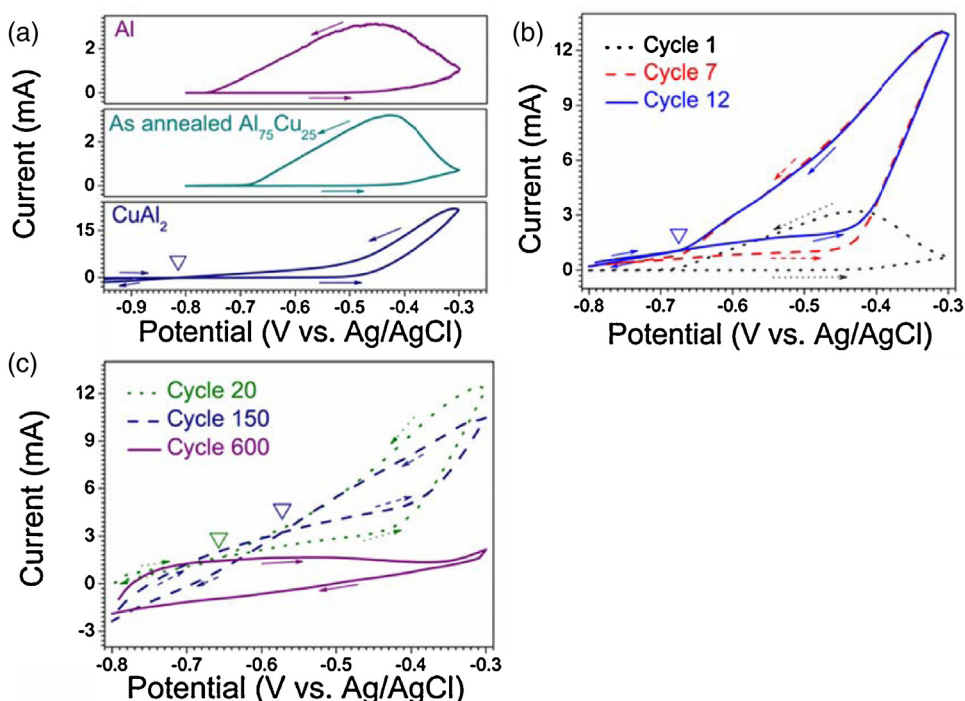 (a)
Al
2
0
As annealed Al₇₅Cu₂₅
2
0
CuAl₂
15
0
Current (mA)
-0.9 -0.8 -0.7 -0.6 -0.5 -0.4 -0.3
Potential (V vs. Ag/AgCl)
(b)
Cycle 1
Cycle 7
Cycle 12
12
9
6
3
0
Current (mA)
-0.8 -0.7 -0.6 -0.5 -0.4 -0.3
Potential (V vs. Ag/AgCl)
(c)
Cycle 20
Cycle 150
Cycle 600
12
9
6
3
0
-3
Current (mA)
-0.8 -0.7 -0.6 -0.5 -0.4 -0.3
Potential (V vs. Ag/AgCl)